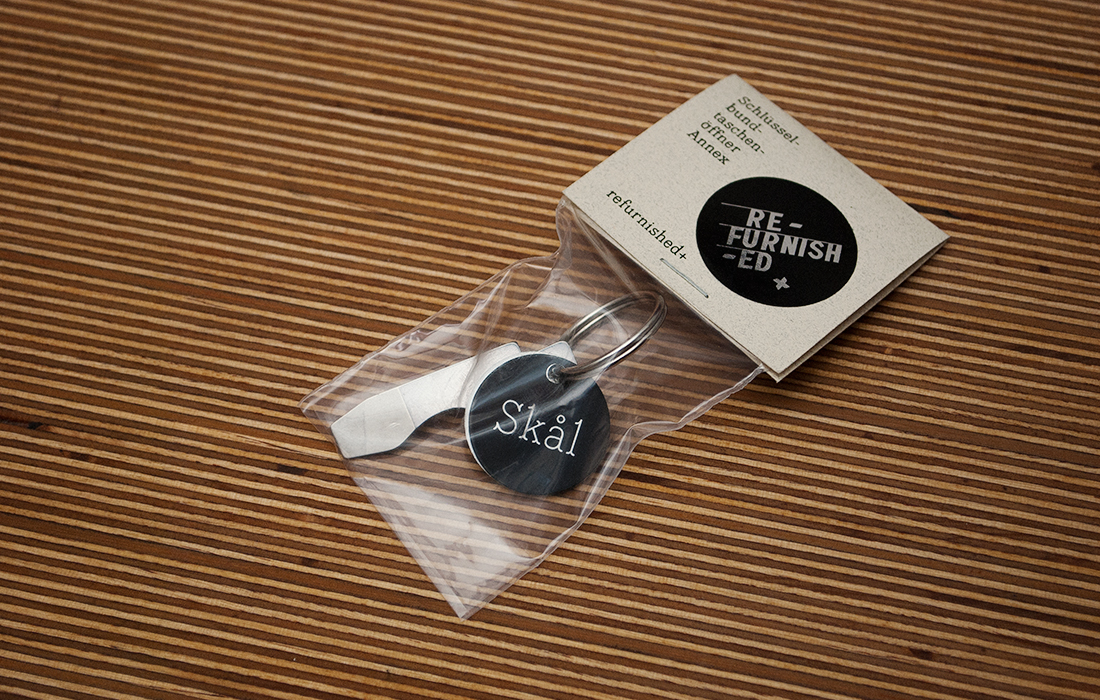 Schlüssel-
bund-
taschen-
öffner
Annex
refurnished+
RE-
FURNISH
-ED
+
Skål